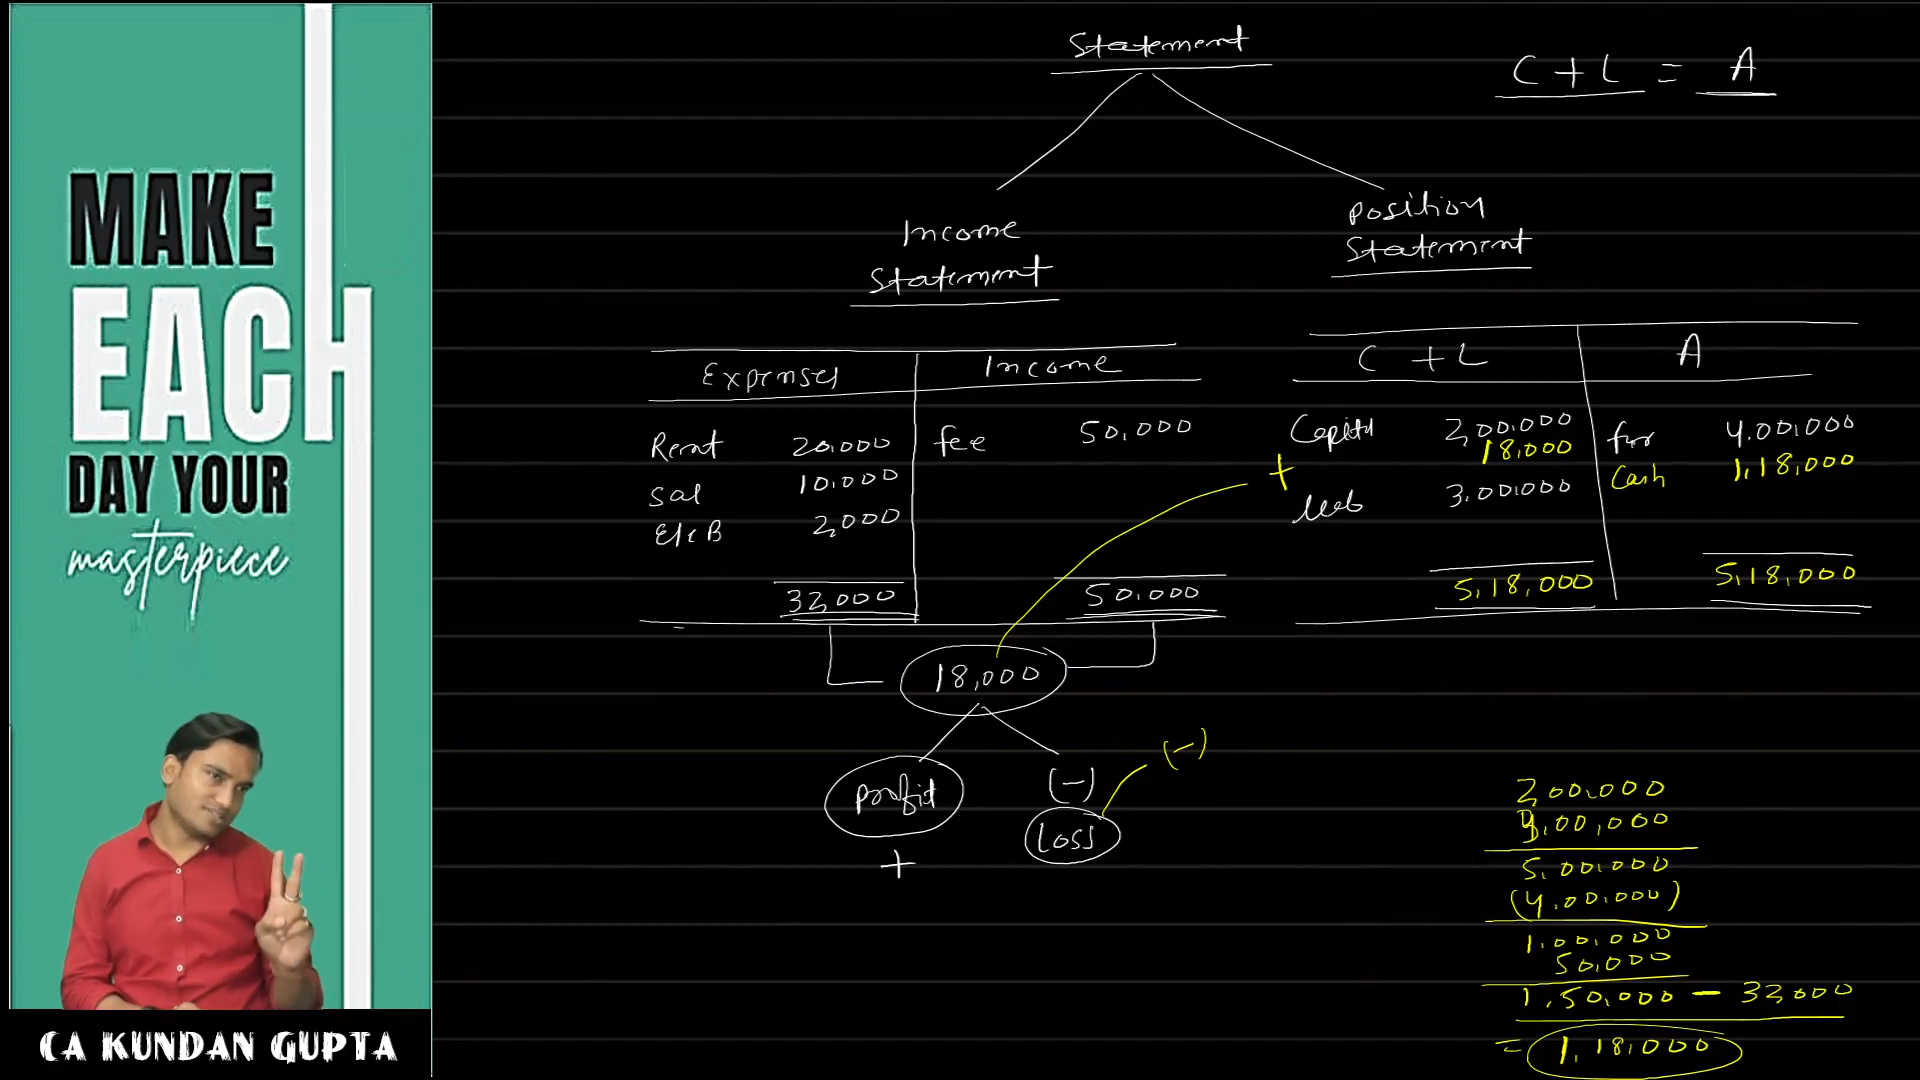 MAKE
EACH
DAY YOUR
masterpiece
CA KUNDAN GUPTA
Statement
C + L = A
Income
Statement
Position
Statement
Expenses Income
Rent 20,000 fee 50,000
Sal 10,000
2,000
32,000 50,000
18,000
Profit (-)
+ Loss
(-)
C + L A
Capital 2,00,000 fur 4,00,000
+ 18,000 Cash 1,18,000
3,00,000
5,18,000 5,18,000
2,00,000
3,00,000
5,00,000
(4,00,000)
1,00,000
50,000
1,50,000 - 32,000
= 1,18,000